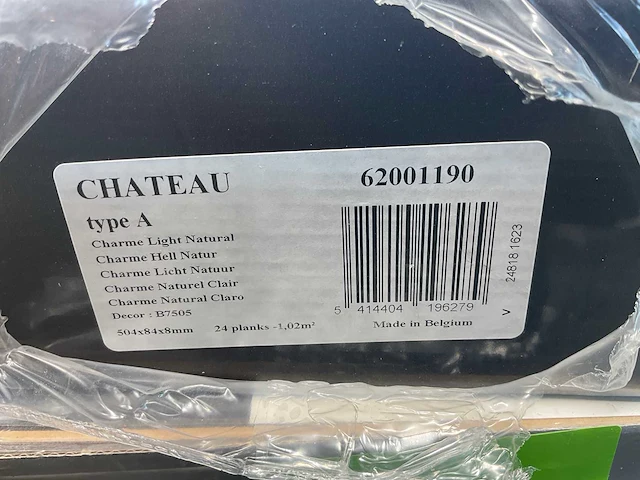 CHATEAU
62001190
type A
Charme Light Natural
Charme Hell Natur
Charme Licht Natuur
Charme Naturel Clair
Charme Natural Claro
Decor : B7505
504x84x8mm 24 planks -1,02m²
5 414404 196279
Made in Belgium
24818 1623
V